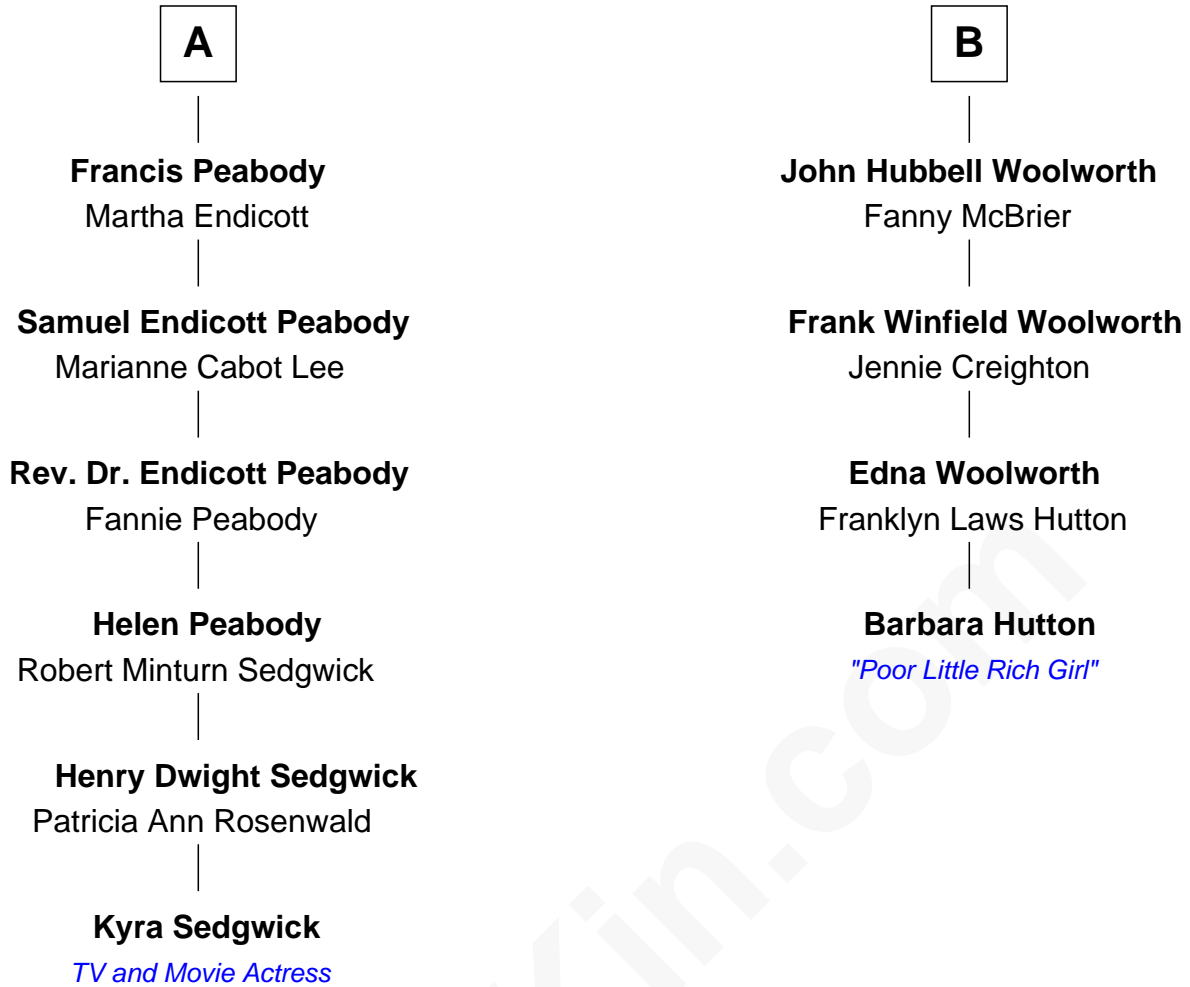 A
Francis Peabody
Martha Endicott
Samuel Endicott Peabody
Marianne Cabot Lee
Rev. Dr. Endicott Peabody
Fannie Peabody
Helen Peabody
Robert Minturn Sedgwick
Henry Dwight Sedgwick
Patricia Ann Rosenwald
Kyra Sedgwick
TV and Movie Actress
B
John Hubbell Woolworth
Fanny McBrier
Frank Winfield Woolworth
Jennie Creighton
Edna Woolworth
Franklyn Laws Hutton
Barbara Hutton
"Poor Little Rich Girl"
Kin.com